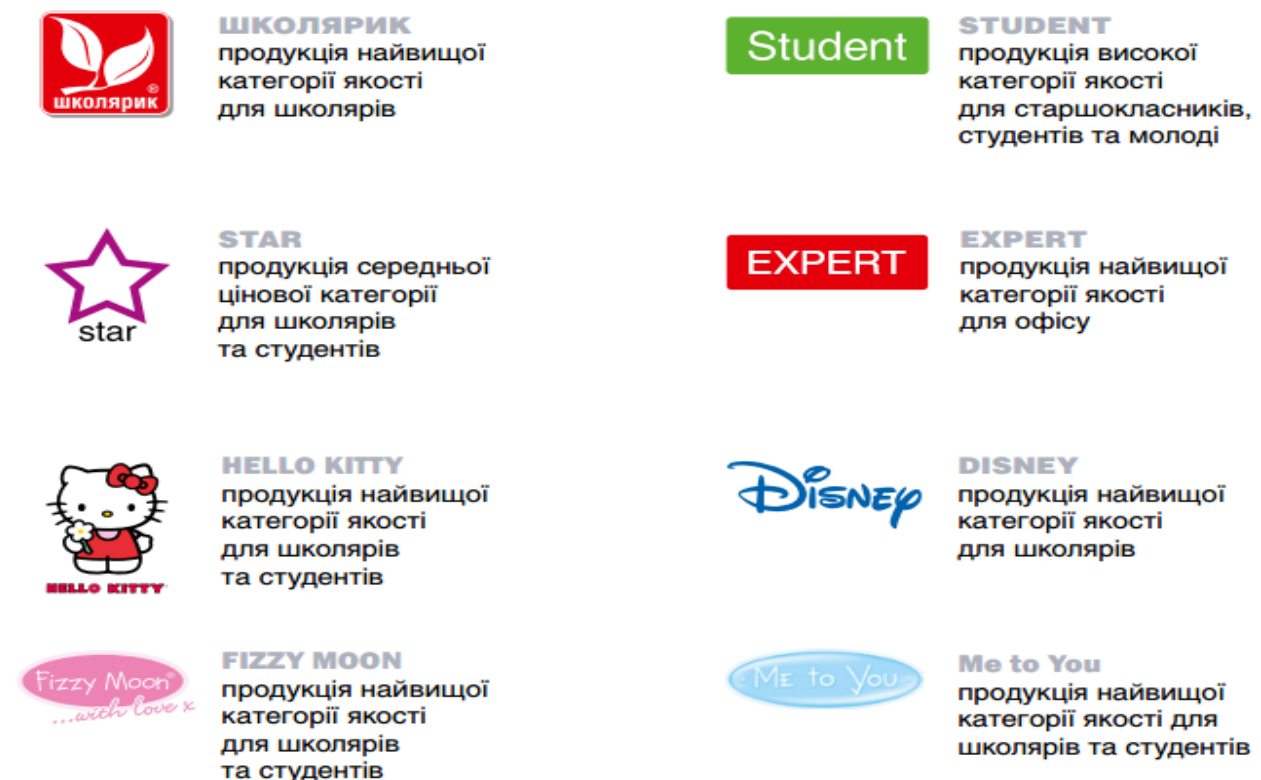 школярик
®
ШКОЛЯРИК
продукція найвищої
категорії якості
для школярів
Student
STUDENT
продукція високої
категорії якості
для старшокласників,
студентів та молоді
star
STAR
продукція середньої
цінової категорії
для школярів
та студентів
EXPERT
EXPERT
продукція найвищої
категорії якості
для офісу
HELLO KITTY
HELLO KITTY
продукція найвищої
категорії якості
для школярів
та студентів
Disney
DISNEY
продукція найвищої
категорії якості
для школярів
Fizzy Moon®
...with love x
FIZZY MOON
продукція найвищої
категорії якості
для школярів
та студентів
ME to You
Me to You
продукція найвищої
категорії якості для
школярів та студентів